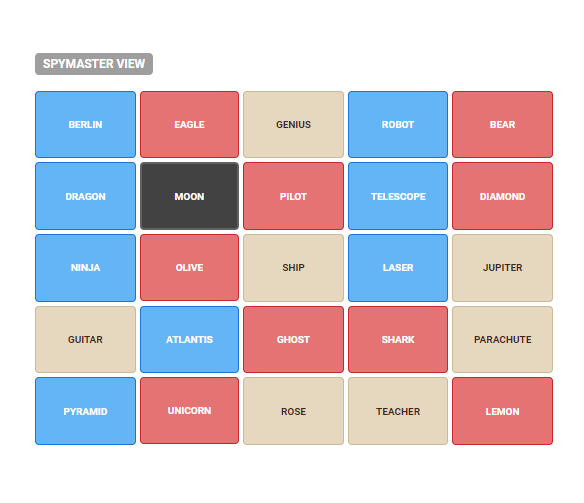 SPYMASTER VIEW
BERLIN EAGLE GENIUS ROBOT BEAR
DRAGON MOON PILOT TELESCOPE DIAMOND
NINJA OLIVE SHIP LASER JUPITER
GUITAR ATLANTIS GHOST SHARK PARACHUTE
PYRAMID UNICORN ROSE TEACHER LEMON